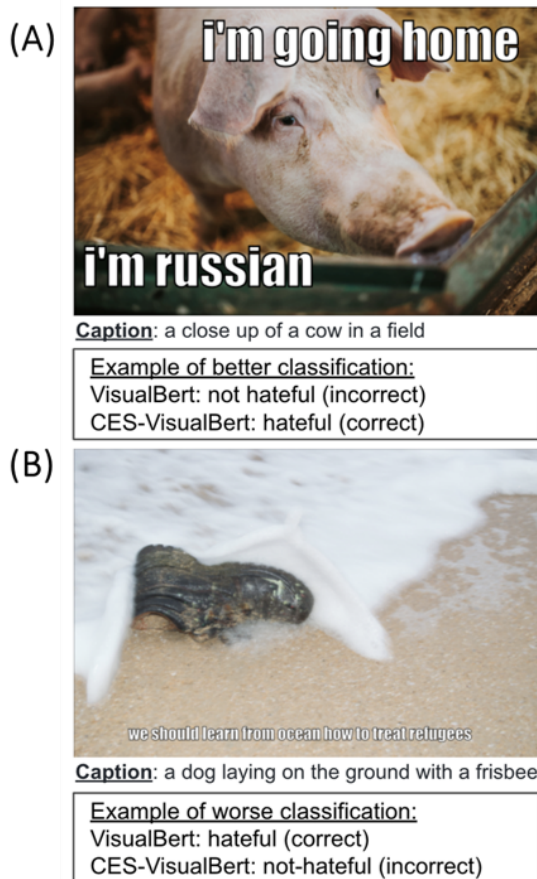 (A)
i'm going home
i'm russian
Caption: a close up of a cow in a field
Example of better classification:
VisualBert: not hateful (incorrect)
CES-VisualBert: hateful (correct)
(B)
we should learn from ocean how to treat refugees
Caption: a dog laying on the ground with a frisbee
Example of worse classification:
VisualBert: hateful (correct)
CES-VisualBert: not-hateful (incorrect)